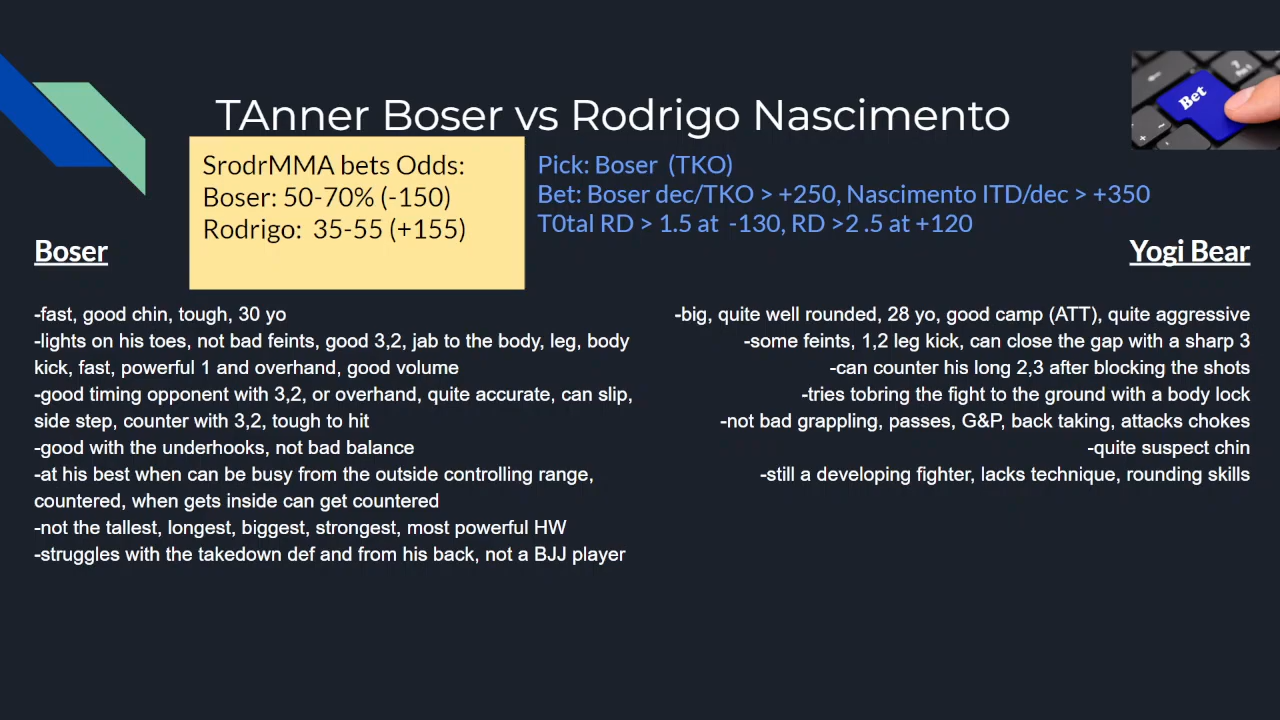 TAnner Boser vs Rodrigo Nascimento
Bet
SrodrMMA bets Odds:
Boser: 50-70% (-150)
Rodrigo: 35-55 (+155)
Pick: Boser (TKO)
Bet: Boser dec/TKO > +250, Nascimento ITD/dec > +350
T0tal RD > 1.5 at -130, RD >2 .5 at +120
Boser
-fast, good chin, tough, 30 yo
-lights on his toes, not bad feints, good 3,2, jab to the body, leg, body
kick, fast, powerful 1 and overhand, good volume
-good timing opponent with 3,2, or overhand, quite accurate, can slip,
side step, counter with 3,2, tough to hit
-good with the underhooks, not bad balance
-at his best when can be busy from the outside controlling range,
countered, when gets inside can get countered
-not the tallest, longest, biggest, strongest, most powerful HW
-struggles with the takedown def and from his back, not a BJJ player
Yogi Bear
-big, quite well rounded, 28 yo, good camp (ATT), quite aggressive
-some feints, 1,2 leg kick, can close the gap with a sharp 3
-can counter his long 2,3 after blocking the shots
-tries tobring the fight to the ground with a body lock
-not bad grappling, passes, G&P, back taking, attacks chokes
-quite suspect chin
-still a developing fighter, lacks technique, rounding skills